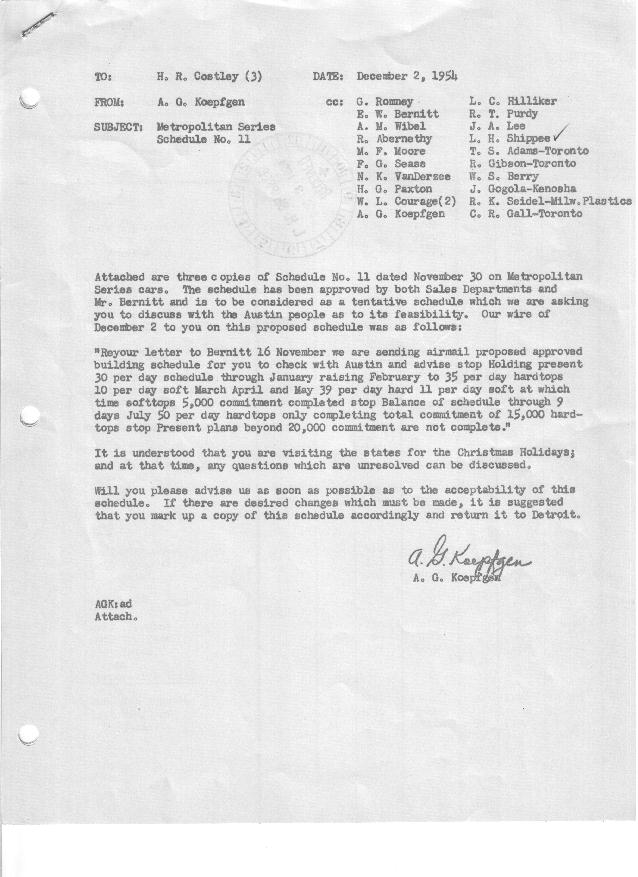 TO: H. R. Costley (3) DATE: December 2, 1954
FROM: A. G. Koepfgen cc: G. Romney L. C. Hilliker
E. W. Bernitt R. T. Purdy
SUBJECT: Metropolitan Series A. M. Wibel J. A. Lee
Schedule No. 11 R. Abernethy L. H. Shippee ✓
M. F. Moore T. S. Adams-Toronto
F. G. Sease R. Gibson-Toronto
N. K. VanDerzee W. S. Berry
H. G. Paxton J. Gogola-Kenosha
W. L. Courage(2) R. K. Seidel-Milw.Plastics
A. G. Koepfgen C. R. Gall-Toronto
Attached are three copies of Schedule No. 11 dated November 30 on Metropolitan
Series cars. The schedule has been approved by both Sales Departments and
Mr. Bernitt and is to be considered as a tentative schedule which we are asking
you to discuss with the Austin people as to its feasibility. Our wire of
December 2 to you on this proposed schedule was as follows:
"Reyour letter to Bernitt 16 November we are sending airmail proposed approved
building schedule for you to check with Austin and advise stop Holding present
30 per day schedule through January raising February to 35 per day hardtops
10 per day soft March April and May 39 per day hard 11 per day soft at which
time softtops 5,000 commitment completed stop Balance of schedule through 9
days July 50 per day hardtops only completing total commitment of 15,000 hard-
tops stop Present plans beyond 20,000 commitment are not complete."
It is understood that you are visiting the states for the Christmas Holidays;
and at that time, any questions which are unresolved can be discussed.
Will you please advise us as soon as possible as to the acceptability of this
schedule. If there are desired changes which must be made, it is suggested
that you mark up a copy of this schedule accordingly and return it to Detroit.
A. G. Koepfgen
A. G. Koepfgen
AGK:ad
Attach.